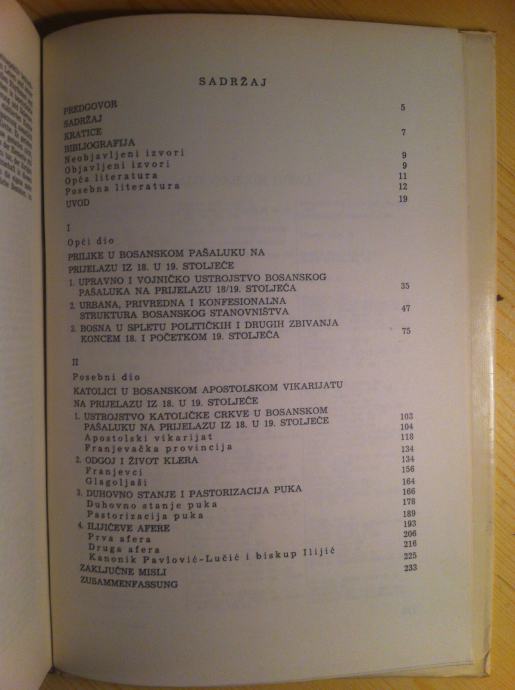 SADRŽAJ
PREDGOVOR 5
SADRŽAJ
KRATICE 7
BIBLIOGRAFIJA
Neobjavljeni izvori 9
Objavljeni izvori 9
Opća literatura 11
Posebna literatura 12
UVOD 19
I
Opći dio
PRILIKE U BOSANSKOM PAŠALUKU NA
PRIJELAZU IZ 18. U 19. STOLJEĆE
1. UPRAVNO I VOJNIČKO USTROJSTVO BOSANSKOG
PAŠALUKA NA PRIJELAZU 18/19. STOLJEĆA 35
2. URBANA, PRIVREDNA I KONFESIONALNA
STRUKTURA BOSANSKOG STANOVNIŠTVA 47
3. BOSNA U SPLETU POLITIČKIH I DRUGIH ZBIVANJA
KONCEM 18. I POČETKOM 19. STOLJEĆA 75
II
Posebni dio
KATOLICI U BOSANSKOM APOSTOLSKOM VIKARIJATU
NA PRIJELAZU IZ 18. U 19. STOLJEĆE
1. USTROJSTVO KATOLIČKE CRKVE U BOSANSKOM
PAŠALUKU NA PRIJELAZU IZ 18. U 19. STOLJEĆE 103
Apostolski vikarijat 104
Franjevačka provincija 118
2. ODGOJ I ŽIVOT KLERA 134
Franjevci 134
Glagoljaši 156
3. DUHOVNO STANJE I PASTORIZACIJA PUKA 164
Duhovno stanje puka 166
Pastorizacija puka 178
4. ILIJIĆEVE AFERE 189
Prva afera 193
Druga afera 206
Kanonik Pavlović-Lučić i biskup Ilijić 216
ZAKLJUČNE MISLI 225
ZUSAMMENFASSUNG 233